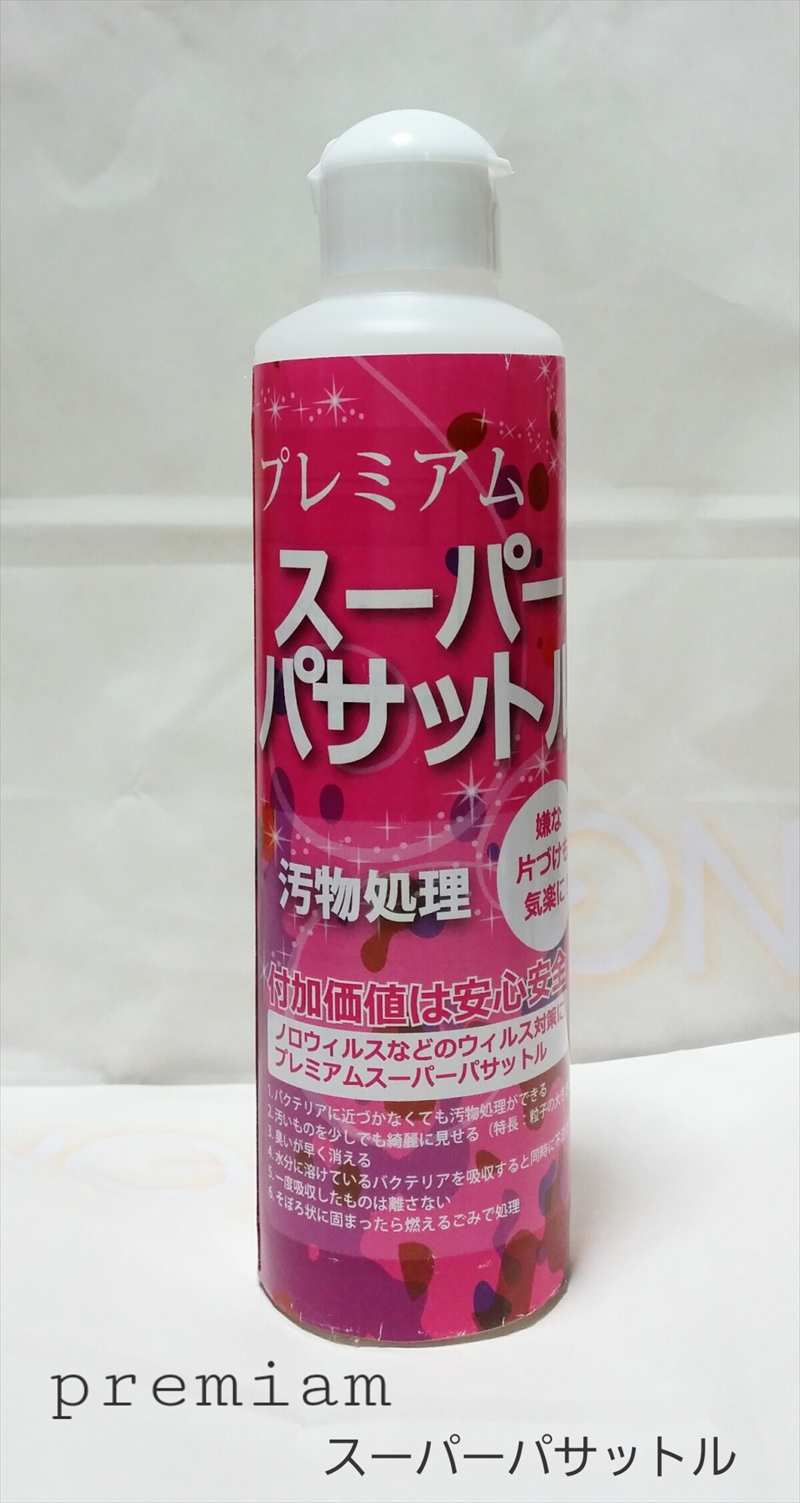 プレミアム
スーパー
パサットル
嫌な
片づけも
気楽に
汚物処理
付加価値は安心安全
ノロウィルスなどのウィルス対策に
プレミアムスーパーパサットル
1. バクテリアに近づかなくても汚物処理ができる
2. 汚いものを少しでも綺麗に見せる（特長：粒子の大き
3. 臭いが早く消える
4. 水分に溶けているバクテリアを吸収すると同時に不
5. 一度吸収したものは離さない
6. そぼろ状に固まったら燃えるごみで処理
premiam
スーパーパサットル